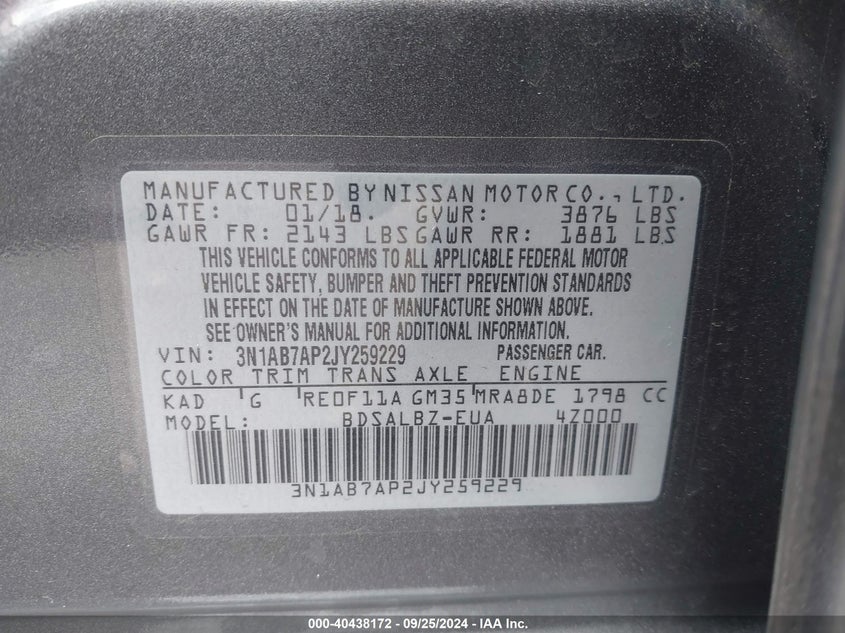 MANUFACTURED BY NISSAN MOTOR CO., LTD.
DATE: 01/18. GVWR: 3876 LBS
GAWR FR: 2143 LBS GAWR RR: 1881 LBS
THIS VEHICLE CONFORMS TO ALL APPLICABLE FEDERAL MOTOR
VEHICLE SAFETY, BUMPER AND THEFT PREVENTION STANDARDS
IN EFFECT ON THE DATE OF MANUFACTURE SHOWN ABOVE.
SEE OWNER'S MANUAL FOR ADDITIONAL INFORMATION.
VIN: 3N1AB7AP2JY259229 PASSENGER CAR.
COLOR TRIM TRANS AXLE ENGINE
KAD G RE0F11A GM35 MRA8DE 1798 CC
MODEL: BDSALBZ-EUA 4Z000
3N1AB7AP2JY259229
000-40438172 - 09/25/2024 - IAA Inc.